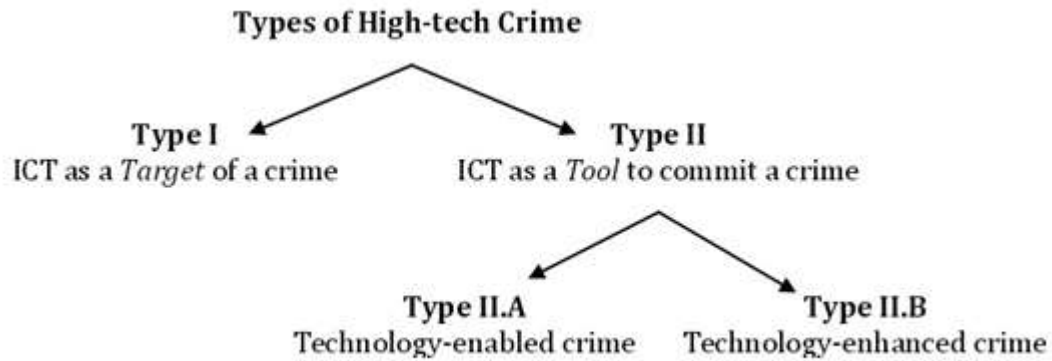 Types of High-tech Crime
Type I
ICT as a Target of a crime
Type II
ICT as a Tool to commit a crime
Type II.A
Technology-enabled crime
Type II.B
Technology-enhanced crime